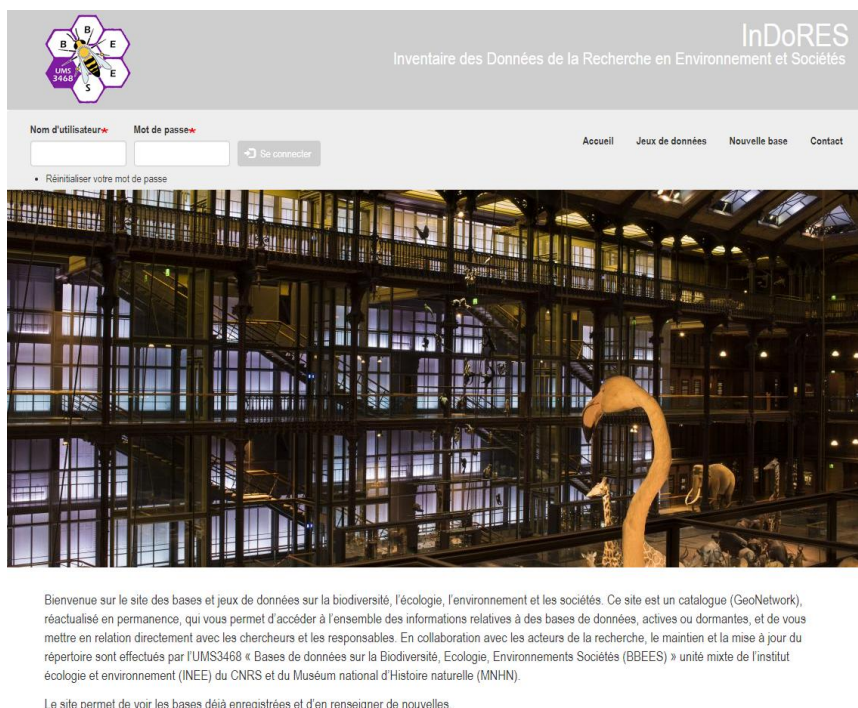 B
B
E
E
E
S
UMS
3468
InDoRES
Inventaire des Données de la Recherche en Environnement et Sociétés
Nom d'utilisateur* Mot de passe*
Se connecter
Accueil Jeux de données Nouvelle base Contact
• Réinitialiser votre mot de passe
Bienvenue sur le site des bases et jeux de données sur la biodiversité, l'écologie, l'environnement et les sociétés. Ce site est un catalogue (GeoNetwork),
réactualisé en permanence, qui vous permet d'accéder à l'ensemble des informations relatives à des bases de données, actives ou dormantes, et de vous
mettre en relation directement avec les chercheurs et les responsables. En collaboration avec les acteurs de la recherche, le maintien et la mise à jour du
répertoire sont effectués par l'UMS3468 « Bases de données sur la Biodiversité, Ecologie, Environnements Sociétés (BBEES) » unité mixte de l'institut
écologie et environnement (INEE) du CNRS et du Muséum national d'Histoire naturelle (MNHN).
Le site permet de voir les bases déjà enregistrées et d'en renseigner de nouvelles.